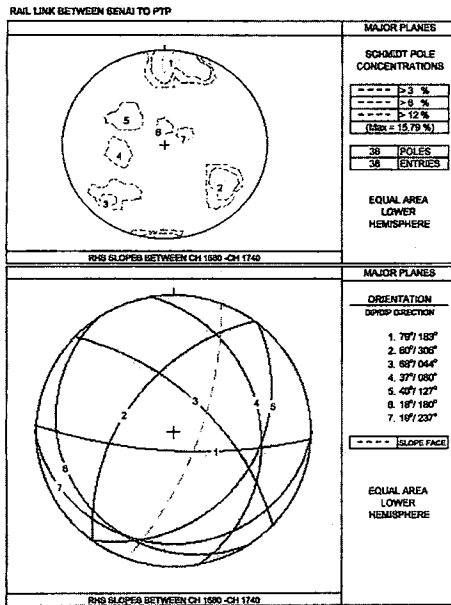 RAIL LINK BETWEEN SENAI TO PTP
MAJOR PLANES
SCHMIDT POLE
CONCENTRATIONS
> 3 %
> 6 %
> 12 %
(Max = 15.79 %)
38 POLES
38 ENTRIES
EQUAL AREA
LOWER
HEMISPHERE
1
5
6
7
4
2
3
RHS SLOPES BETWEEN CH 1580 -CH 1740
MAJOR PLANES
ORIENTATION
DIP/DIP DIRECTION
1. 79°/ 183°
2. 60°/ 306°
3. 68°/ 044°
4. 37°/ 080°
5. 40°/ 127°
6. 18°/ 180°
7. 16°/ 237°
SLOPE FACE
EQUAL AREA
LOWER
HEMISPHERE
2
3
4
5
1
6
7
RHS SLOPES BETWEEN CH 1580 -CH 1740